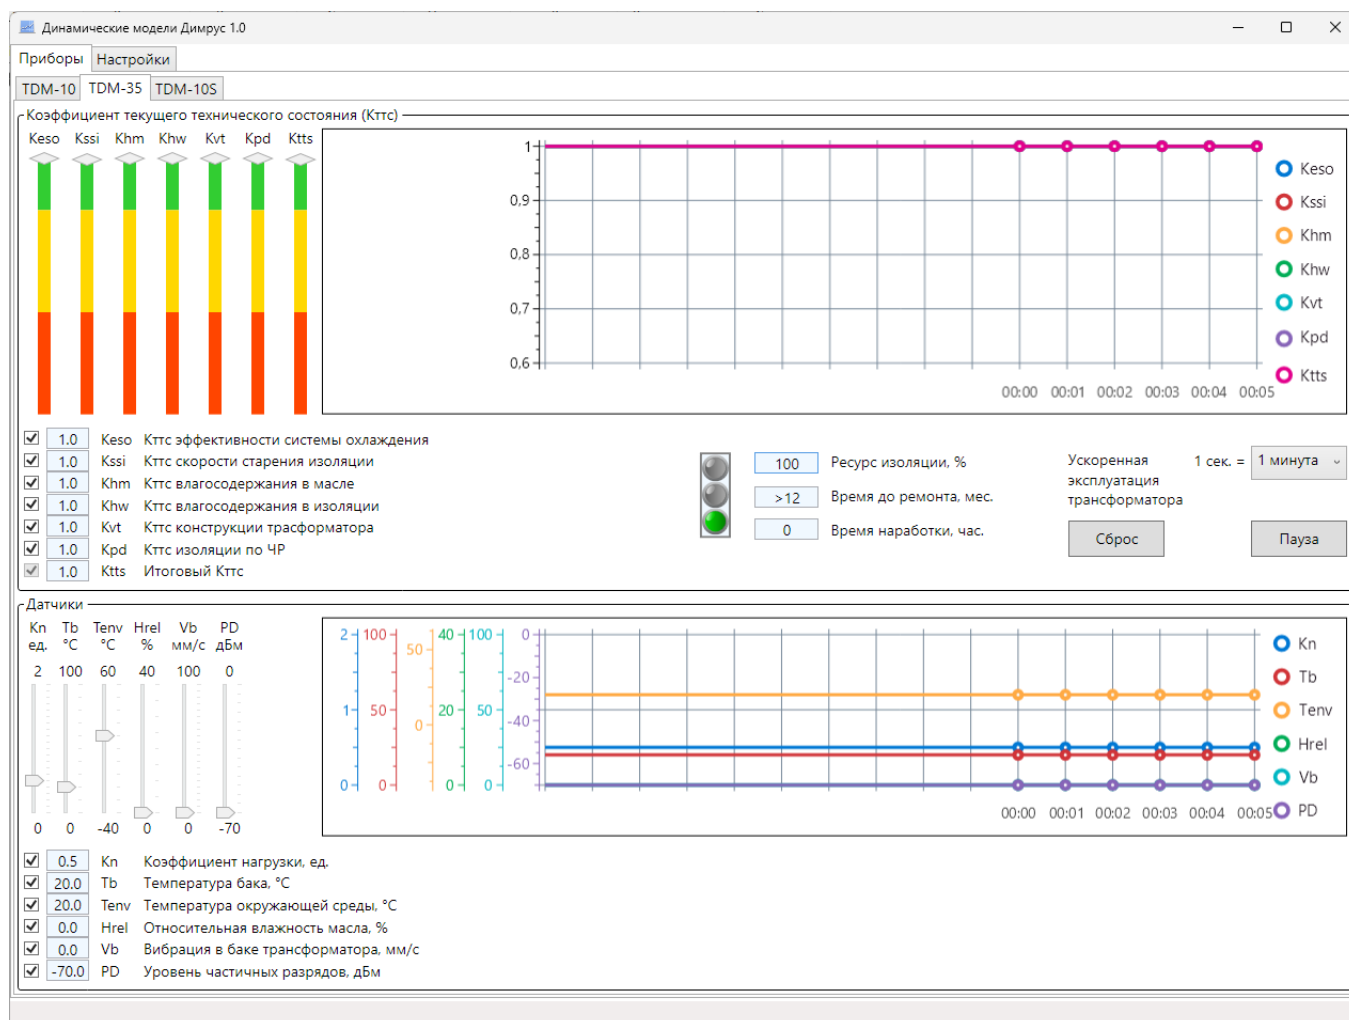 Динамические модели Димрус 1.0
Приборы Настройки
TDM-10 TDM-35 TDM-10S
Коэффициент текущего технического состояния (Кттс)
Keso Kssi Khm Khw Kvt Kpd Ktts
1
0,9
0,8
0,7
0,6
00:00 00:01 00:02 00:03 00:04 00:05
Keso
Kssi
Khm
Khw
Kvt
Kpd
Ktts
1.0 Keso Кттс эффективности системы охлаждения
1.0 Kssi Кттс скорости старения изоляции
1.0 Khm Кттс влагосодержания в масле
1.0 Khw Кттс влагосодержания в изоляции
1.0 Kvt Кттс конструкции трасформатора
1.0 Kpd Кттс изоляции по ЧР
1.0 Ktts Итоговый Кттс
100 Ресурс изоляции, %
>12 Время до ремонта, мес.
0 Время наработки, час.
Ускоренная
эксплуатация
трансформатора
1 сек. = 1 минута
Сброс Пауза
Датчики
Kn Tb Tenv Hrel Vb PD
ед. °C °C % мм/с дБм
2 100 60 40 100 0
0 0 -40 0 0 -70
2 100 50 40 100 0
-20
1 50 0 20 50 -40
-60
0 0 0 0
00:00 00:01 00:02 00:03 00:04 00:05
Kn
Tb
Tenv
Hrel
Vb
PD
0.5 Kn Коэффициент нагрузки, ед.
20.0 Tb Температура бака, °C
20.0 Tenv Температура окружающей среды, °C
0.0 Hrel Относительная влажность масла, %
0.0 Vb Вибрация в баке трансформатора, мм/с
-70.0 PD Уровень частичных разрядов, дБм